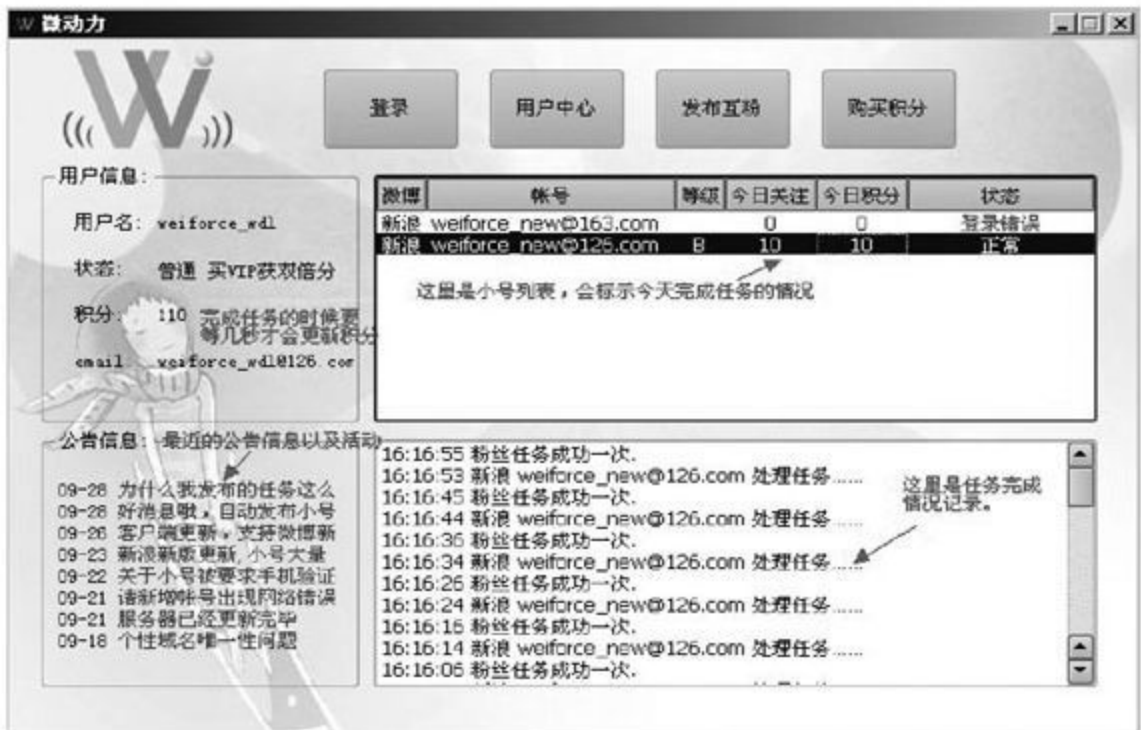 微动力
登录 用户中心 发布互粉 购买积分
用户信息:
用户名: weiforce_wdl
状态: 普通 买VIP获双倍分
积分: 110 完成任务的时候要
等几秒才会更新积分
email: weiforce_wdl@126.com
微博 帐号 等级 今日关注 今日积分 状态
新浪 weiforce_new@163.com 0 0 登录错误
新浪 weiforce_new@126.com 8 10 10 正常
这里是小号列表，会标示今天完成任务的情况
公告信息: 最近的公告信息以及活动
09-28 为什么我发布的任务这么
09-28 好消息哦，自动发布小号
09-26 客户端更新，支持微博新
09-23 新浪新版更新,小号大量
09-22 关于小号被要求手机验证
09-21 请新增帐号出现网络错误
09-21 服务器已经更新完毕
09-18 个性域名唯一性问题
16:16:55 粉丝任务成功一次.
16:16:53 新浪 weiforce_new@126.com 处理任务......
16:16:45 粉丝任务成功一次.
16:16:44 新浪 weiforce_new@126.com 处理任务......
16:16:36 粉丝任务成功一次.
16:16:34 新浪 weiforce_new@126.com 处理任务......
16:16:26 粉丝任务成功一次.
16:16:24 新浪 weiforce_new@126.com 处理任务......
16:16:16 粉丝任务成功一次.
16:16:14 新浪 weiforce_new@126.com 处理任务......
16:16:06 粉丝任务成功一次.
这里是任务完成
情况记录。